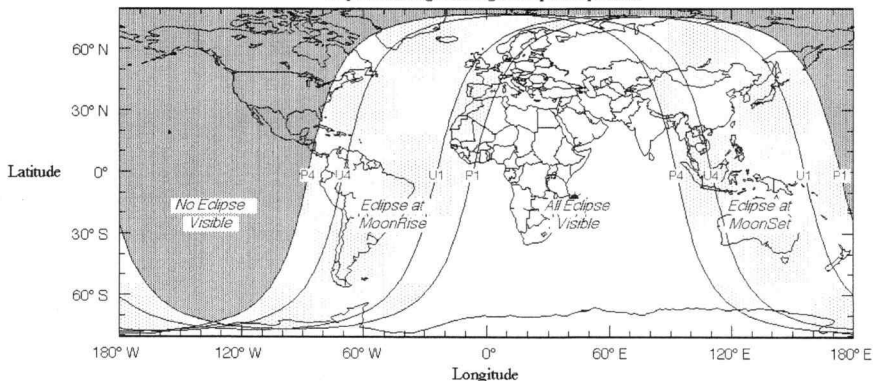 60° N
30° N
Latitude
0°
30° S
60° S
P4
U4
U1
P1
P4
U4
U1
P1
No Eclipse
Visible
Eclipse at
MoonRise
All Eclipse
Visible
Eclipse at
MoonSet
180° W
120° W
60° W
0°
60° E
120° E
180° E
Longitude